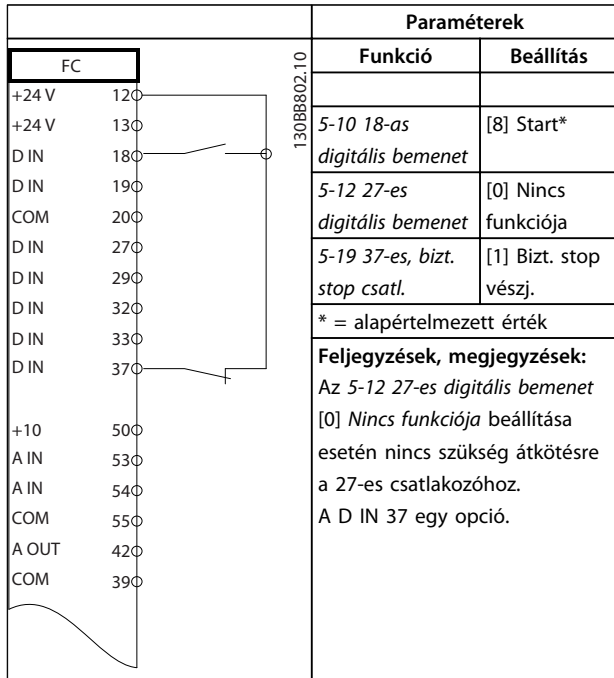 FC
+24 V 12
+24 V 13
D IN 18
D IN 19
COM 20
D IN 27
D IN 29
D IN 32
D IN 33
D IN 37
+10 50
A IN 53
A IN 54
COM 55
A OUT 42
COM 39
130BB802.10
Paraméterek
Funkció Beállítás
5-10 18-as [8] Start*
digitális bemenet
5-12 27-es [0] Nincs
digitális bemenet funkciója
5-19 37-es, bizt. [1] Bizt. stop
stop csatl. vészj.
* = alapértelmezett érték
Feljegyzések, megjegyzések:
Az 5-12 27-es digitális bemenet
[0] Nincs funkciója beállítása
esetén nincs szükség átkötésre
a 27-es csatlakozóhoz.
A D IN 37 egy opció.